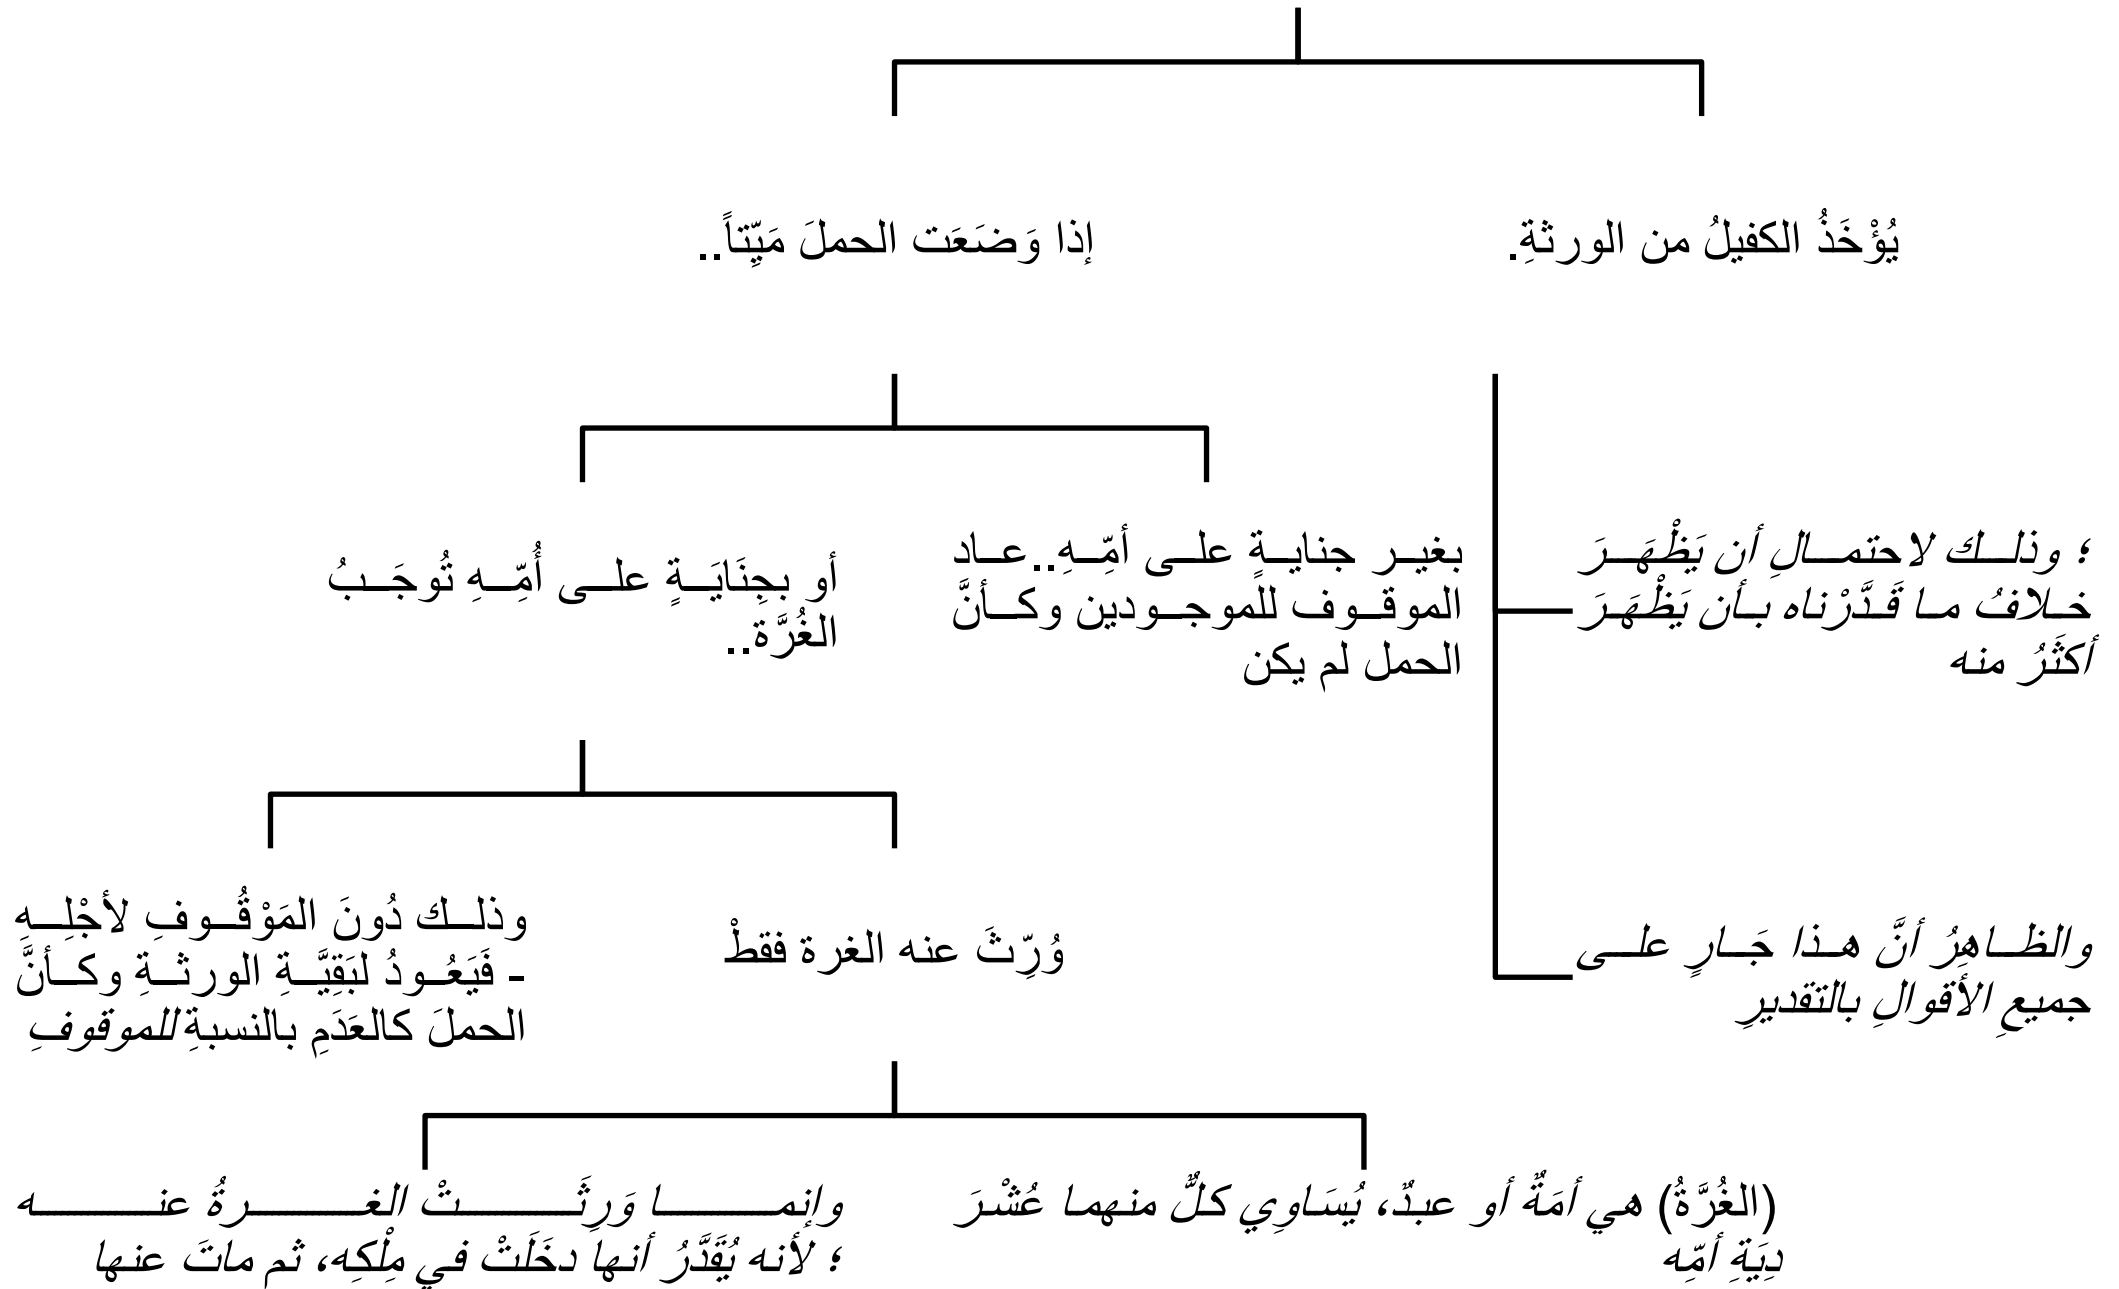 يُؤْخَذُ الكفيلُ من الورثةِ.
إذا وَضَعَت الحملَ مَيِّتاً..
؛ وذلك لاحتمالِ أن يَظْهَرَ
خلافُ ما قَدَّرْناه بأن يَظْهَرَ
أكثَرُ منه
والظاهِرُ أنَّ هذا جَارٍ على
جميعِ الأقوالِ بالتقديرِ
بغير جنايةٍ على أمِّهِ..عاد
الموقوف للموجودين وكأنَّ
الحمل لم يكن
أو بجِنَايَةٍ على أُمِّهِ تُوجَبُ
الغُرَّة..
وُرِّثَ عنه الغرة فقطْ
وذلك دُونَ المَوْقُوفِ لأجْلِهِ
- فَيَعُودُ لبَقِيَّةِ الورثةِ وكأنَّ
الحملَ كالعَدَمِ بالنسبةِ للموقوفِ
(الغُرَّةُ) هي أمَةٌ أو عبدٌ، يُسَاوِي كلٌّ منهما عُشْرَ
دِيَةِ أمِّه
وإنما وَرِثَتْ الغرةُ عنه
؛ لأنه يُقَدَّرُ أنها دخَلَتْ في مِلْكِه، ثم ماتَ عنها